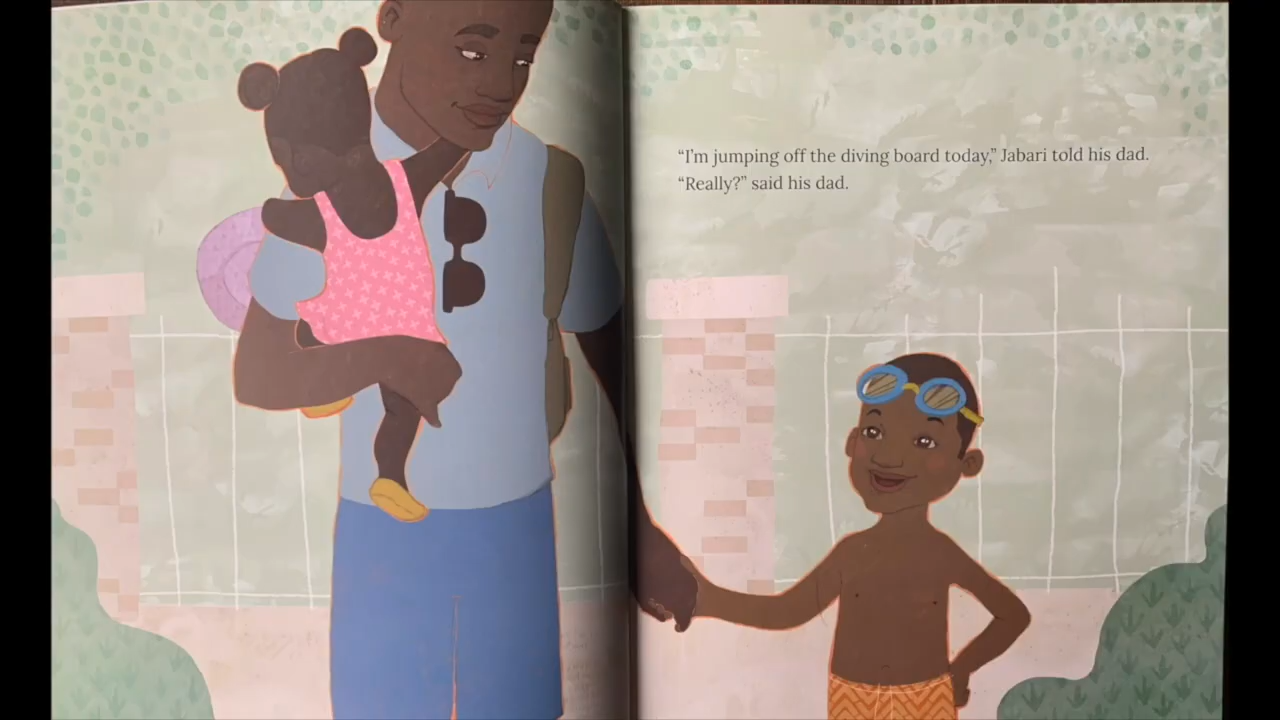 “I’m jumping off the diving board today,” Jabari told his dad.
“Really?” said his dad.